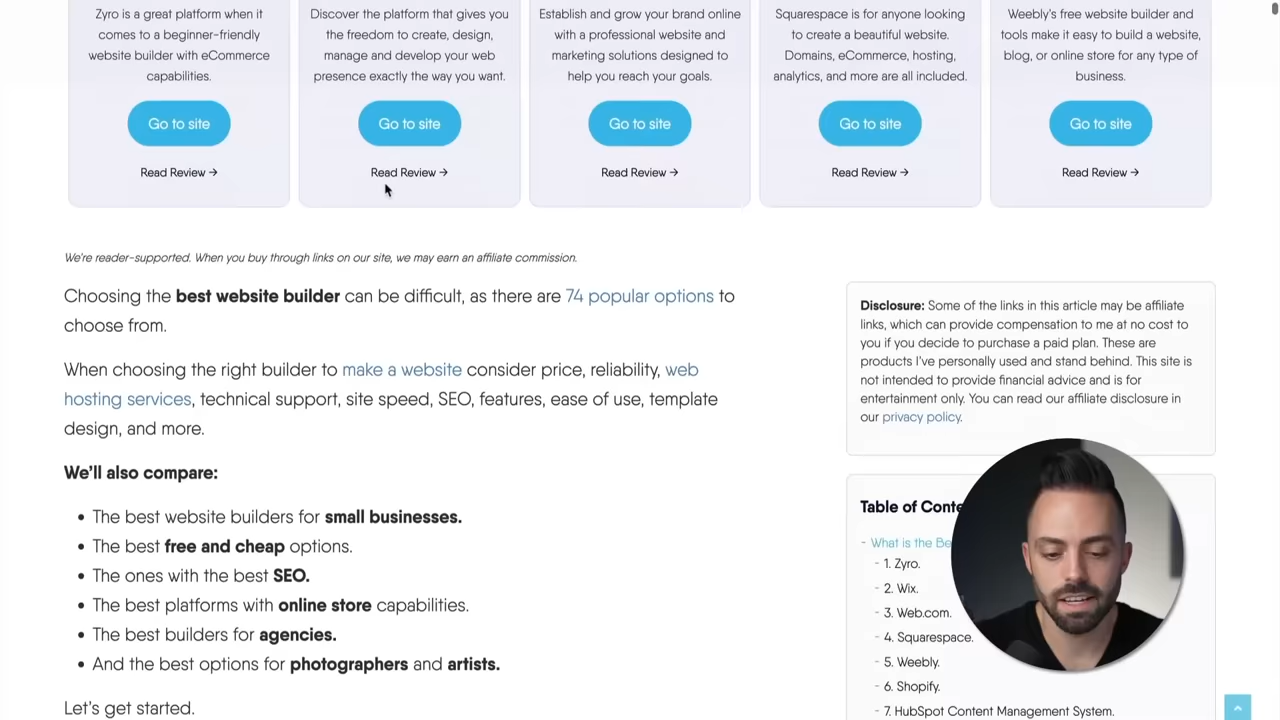 Zyro is a great platform when it
comes to a beginner-friendly
website builder with eCommerce
capabilities.
Go to site
Read Review →
Discover the platform that gives you
the freedom to create, design,
manage and develop your web
presence exactly the way you want.
Go to site
Read Review →
Establish and grow your brand online
with a professional website and
marketing solutions designed to
help you reach your goals.
Go to site
Read Review →
Squarespace is for anyone looking
to create a beautiful website.
Domains, eCommerce, hosting,
analytics, and more are all included.
Go to site
Read Review →
Weebly's free website builder and
tools make it easy to build a website,
blog, or online store for any type of
business.
Go to site
Read Review →
We're reader-supported. When you buy through links on our site, we may earn an affiliate commission.
Choosing the best website builder can be difficult, as there are 74 popular options to
choose from.
When choosing the right builder to make a website consider price, reliability, web
hosting services, technical support, site speed, SEO, features, ease of use, template
design, and more.
We'll also compare:
• The best website builders for small businesses.
• The best free and cheap options.
• The ones with the best SEO.
• The best platforms with online store capabilities.
• The best builders for agencies.
• And the best options for photographers and artists.
Let's get started.
Disclosure: Some of the links in this article may be affiliate
links, which can provide compensation to me at no cost to
you if you decide to purchase a paid plan. These are
products I've personally used and stand behind. This site is
not intended to provide financial advice and is for
entertainment only. You can read our affiliate disclosure in
our privacy policy.
Table of
- What is the
- 1. Zyro.
- 2. Wix.
- 3. Web.com.
- 4. Squarespace.
- 5. Weebly.
- 6. Shopify.
- 7. HubSpot Content Management System.